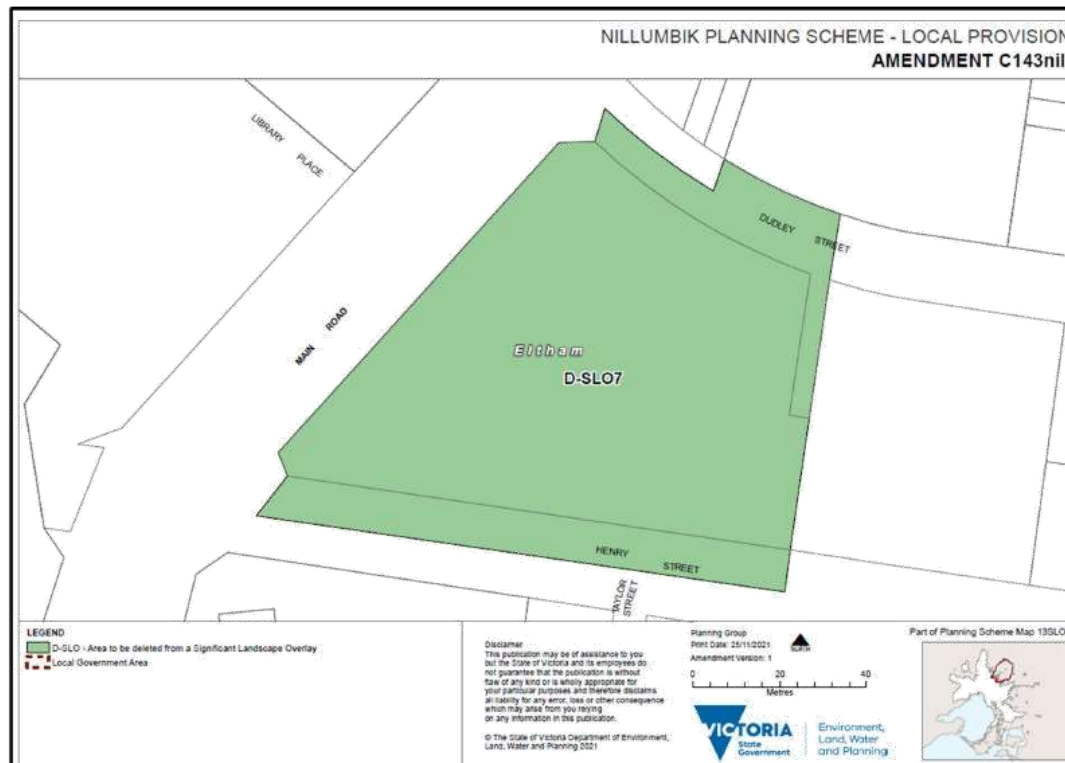 NILLUMBIK PLANNING SCHEME - LOCAL PROVISION
AMENDMENT C143nil
LIBRARY PLACE
DUDLEY STREET
MAIN ROAD
Eltham
D-SLO7
HENRY STREET
TAYLOR
STREET
LEGEND
D-SLO - Area to be deleted from a Significant Landscape Overlay
Local Government Area
Disclaimer
This publication may be of assistance to you
but the State of Victoria and its employees do
not guarantee that the publication is without
flaw of any kind or is wholly appropriate for
your particular purposes and therefore disclaims
all liability for any error, loss or other consequence
which may arise from you relying
on any information in this publication.
© The State of Victoria Department of Environment,
Land, Water and Planning 2021
Planning Group
Print Date: 25/11/2021
Amendment Version: 1
NORTH
0 20 40
Metres
VICTORIA
State
Government
Environment,
Land, Water
and Planning
Part of Planning Scheme Map 13SLO